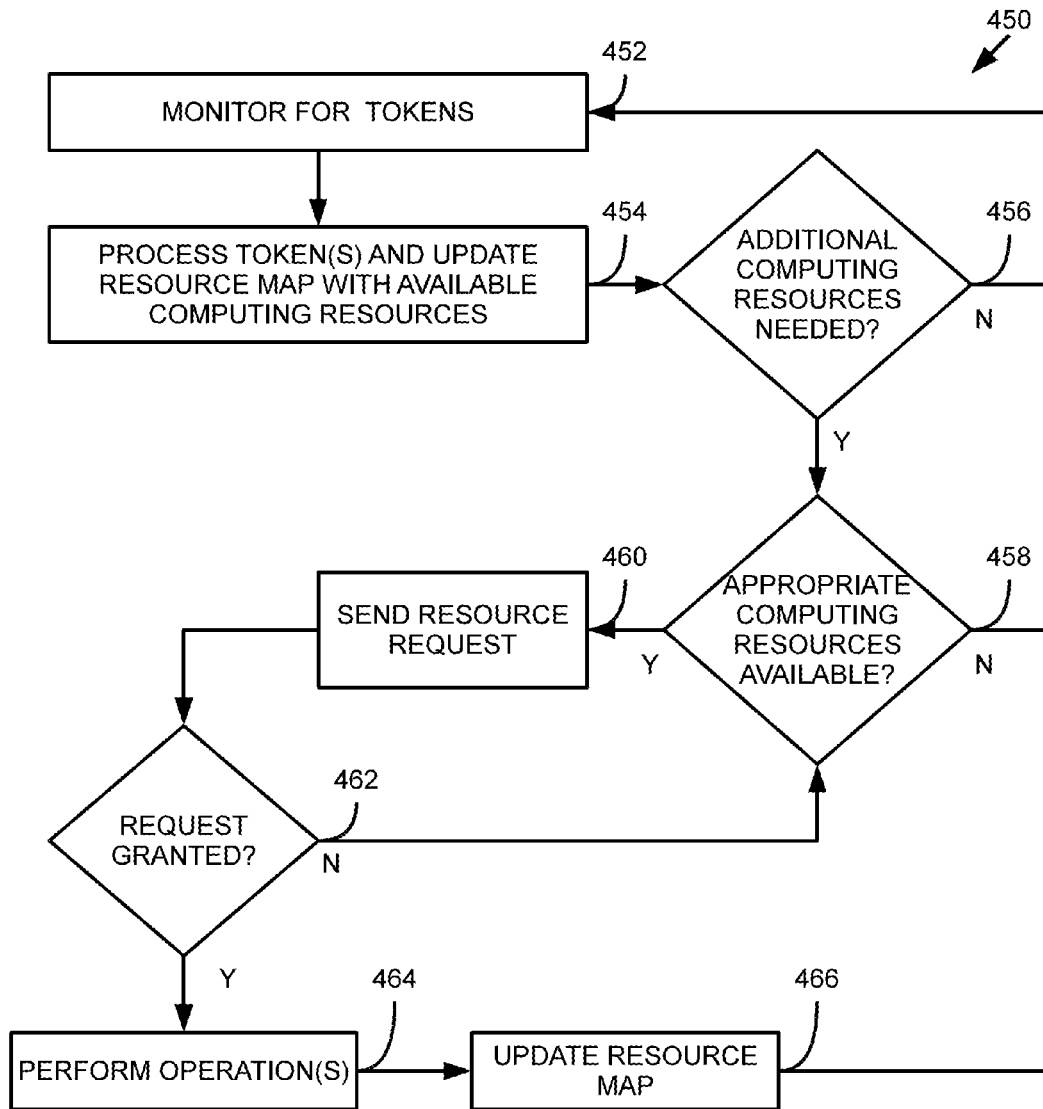 450
452
MONITOR FOR TOKENS
454
PROCESS TOKEN(S) AND UPDATE
RESOURCE MAP WITH AVAILABLE
COMPUTING RESOURCES
456
ADDITIONAL
COMPUTING
RESOURCES
NEEDED?
N
Y
458
APPROPRIATE
COMPUTING
RESOURCES
AVAILABLE?
N
Y
460
SEND RESOURCE
REQUEST
462
REQUEST
GRANTED?
N
Y
464
PERFORM OPERATION(S)
466
UPDATE RESOURCE
MAP